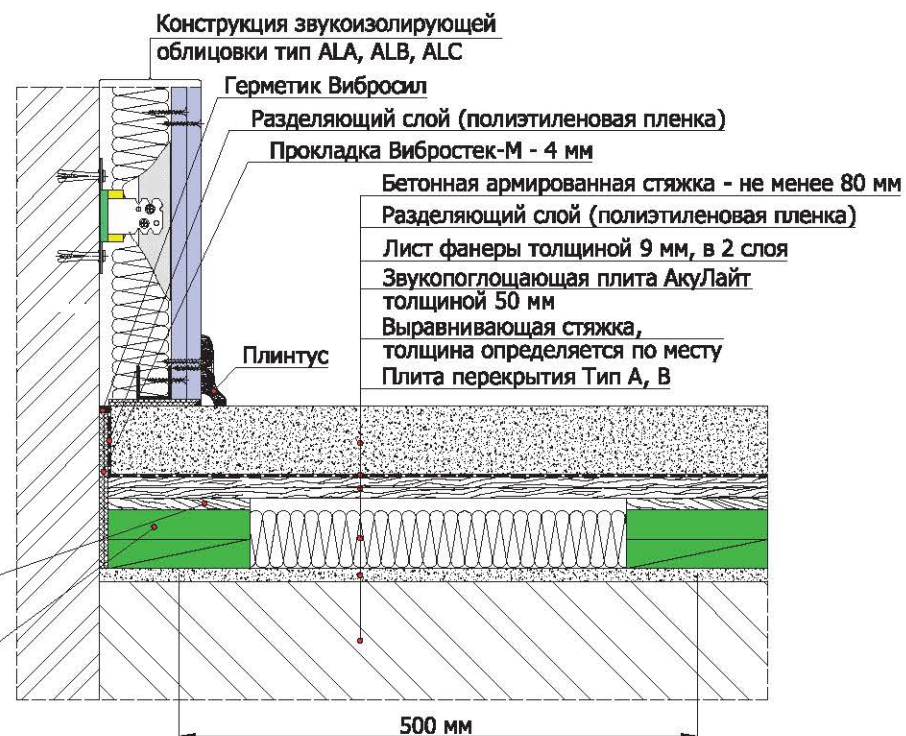 Конструкция звукоизолирующей
облицовки тип ALA, ALB, ALC
Герметик Вибросил
Разделяющий слой (полиэтиленовая пленка)
Прокладка Вибростек-М - 4 мм
Бетонная армированная стяжка - не менее 80 мм
Разделяющий слой (полиэтиленовая пленка)
Лист фанеры толщиной 9 мм, в 2 слоя
Звукопоглощающая плита АкуЛайт
толщиной 50 мм
Выравнивающая стяжка,
толщина определяется по месту
Плита перекрытия Тип А, В
Плинтус
500 мм